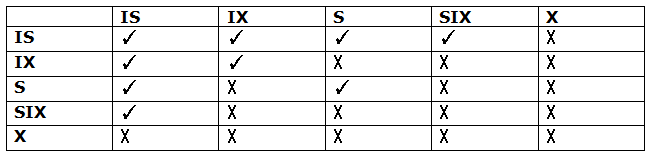 IS IX S SIX X
IS ✓ ✓ ✓ ✓ X
IX ✓ ✓ X X X
S ✓ X ✓ X X
SIX ✓ X X X X
X X X X X X